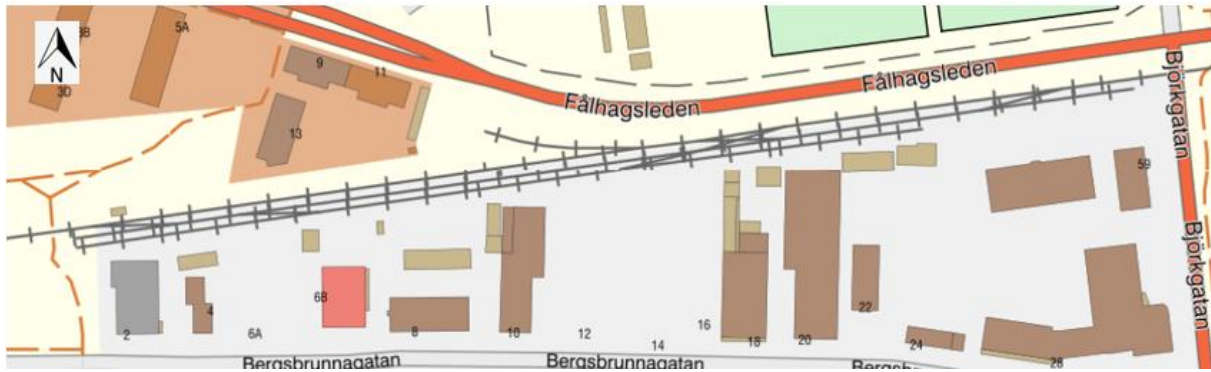 3B
5A
3D
N
9
11
13
Fålhagsleden
Fålhagsleden
Björkgatan
59
Björkgatan
2
4
6A
6B
8
10
12
14
16
18
20
22
24
28
Bergsbrunnagatan
Bergsbrunnagatan